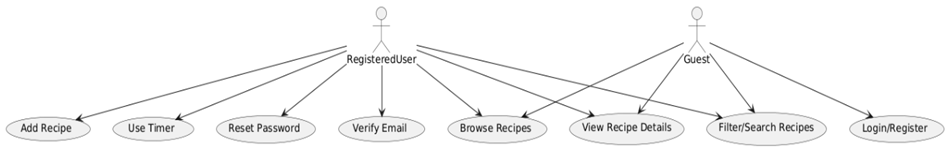 RegisteredUser
Guest
Add Recipe
Use Timer
Reset Password
Verify Email
Browse Recipes
View Recipe Details
Filter/Search Recipes
Login/Register